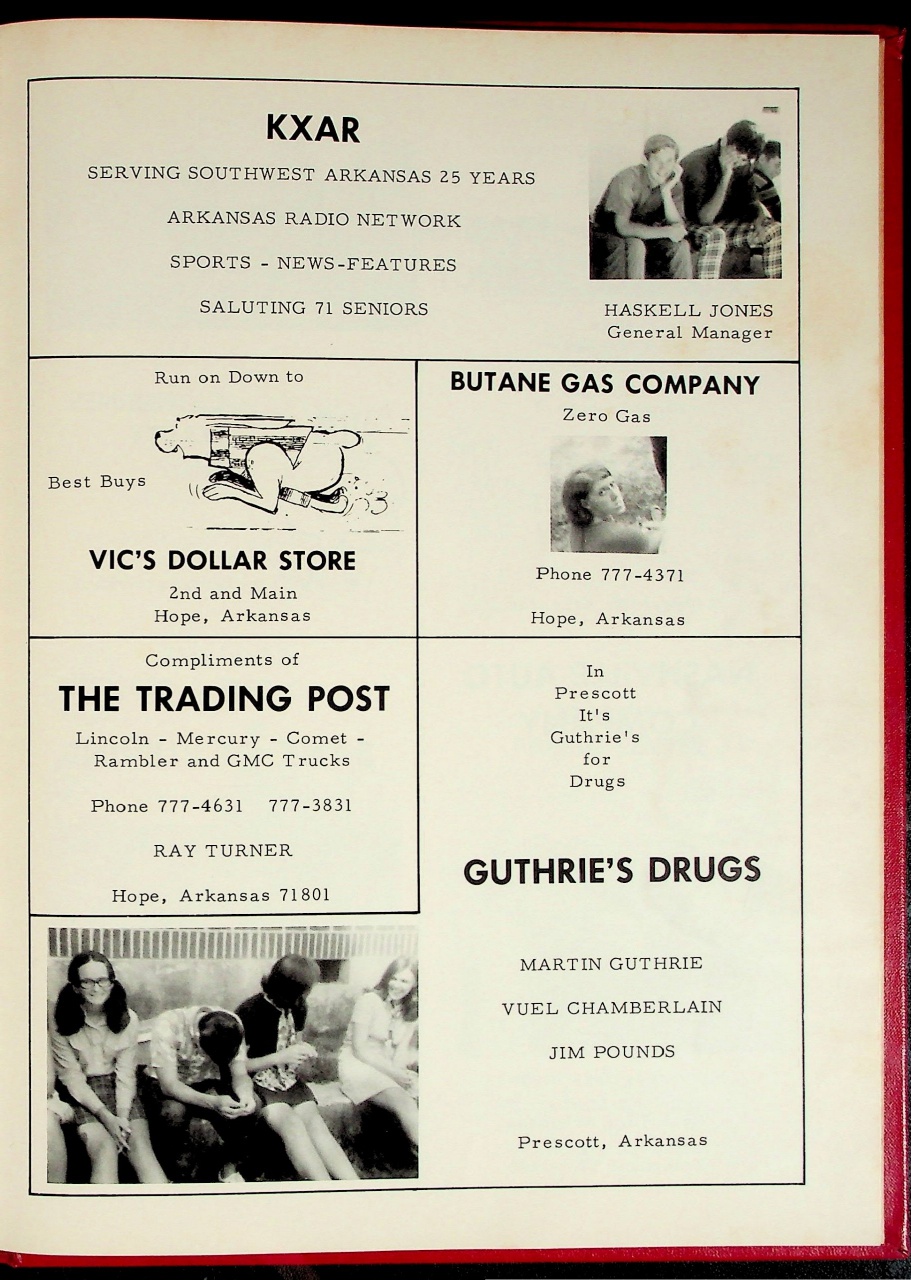 KXAR
SERVING SOUTHWEST ARKANSAS 25 YEARS
ARKANSAS RADIO NETWORK
SPORTS - NEWS-FEATURES
SALUTING 71 SENIORS
HASKELL JONES
General Manager
Run on Down to
Best Buys
VIC'S DOLLAR STORE
2nd and Main
Hope, Arkansas
BUTANE GAS COMPANY
Zero Gas
Phone 777-4371
Hope, Arkansas
Compliments of
THE TRADING POST
Lincoln - Mercury - Comet -
Rambler and GMC Trucks
Phone 777-4631 777-3831
RAY TURNER
Hope, Arkansas 71801
In
Prescott
It's
Guthrie's
for
Drugs
GUTHRIE'S DRUGS
MARTIN GUTHRIE
VUEL CHAMBERLAIN
JIM POUNDS
Prescott, Arkansas